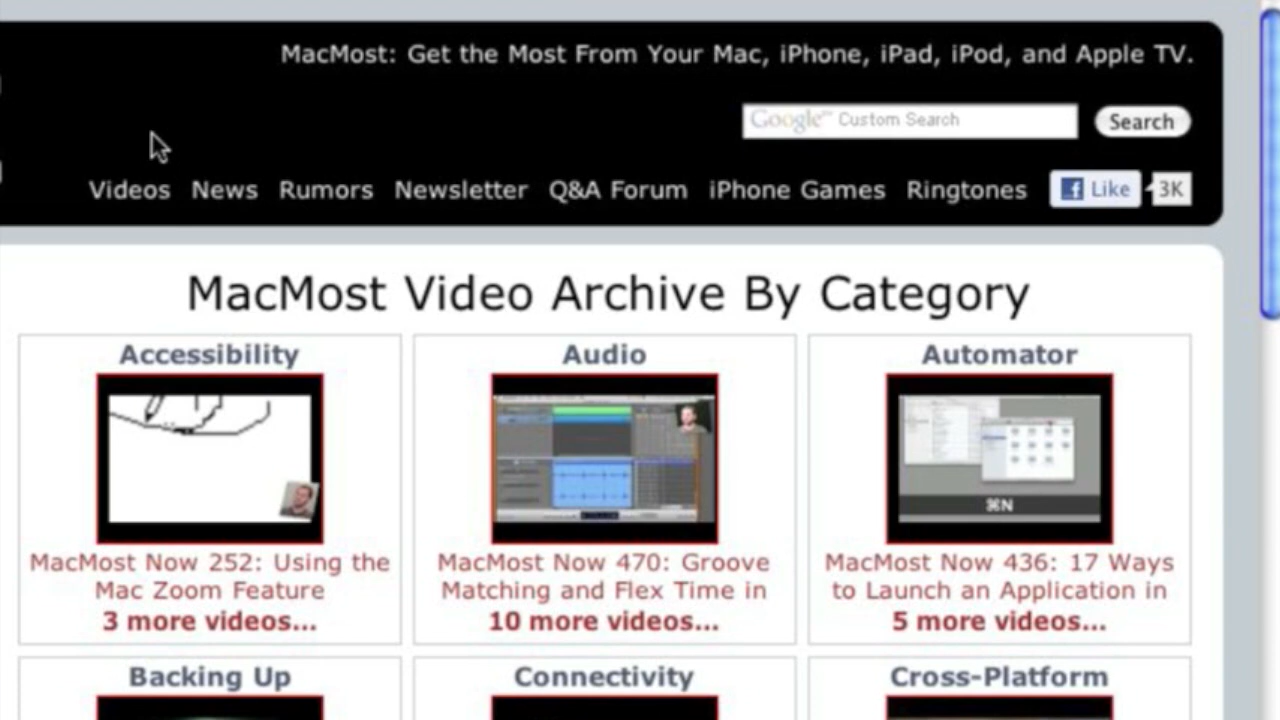 MacMost: Get the Most From Your Mac, iPhone, iPad, iPod, and Apple TV.
Google™ Custom Search
Search
Videos News Rumors Newsletter Q&A Forum iPhone Games Ringtones Like 3K
MacMost Video Archive By Category
Accessibility Audio Automator
⌘N
MacMost Now 252: Using the MacMost Now 470: Groove MacMost Now 436: 17 Ways
Mac Zoom Feature Matching and Flex Time in to Launch an Application in
3 more videos... 10 more videos... 5 more videos...
Backing Up Connectivity Cross-Platform